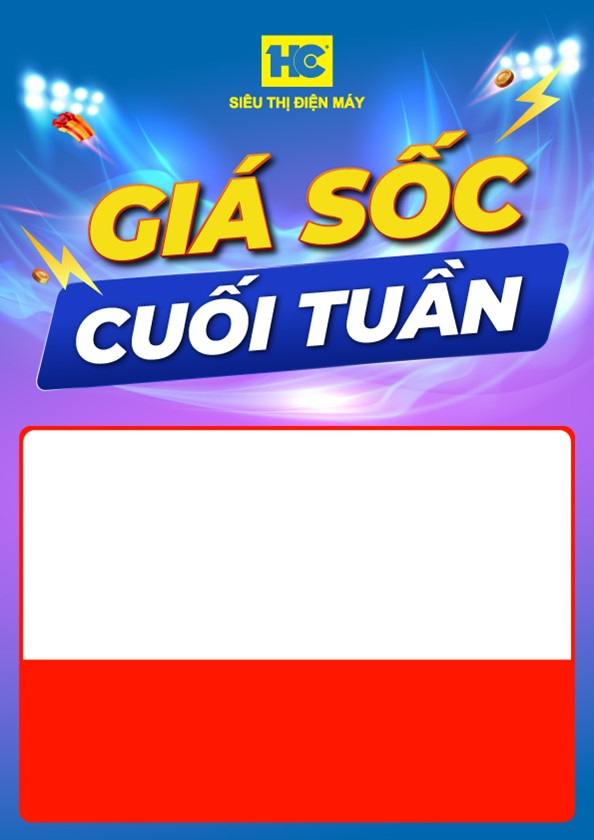 HC
SIÊU THỊ ĐIỆN MÁY
GIÁ SỐC
CUỐI TUẦN